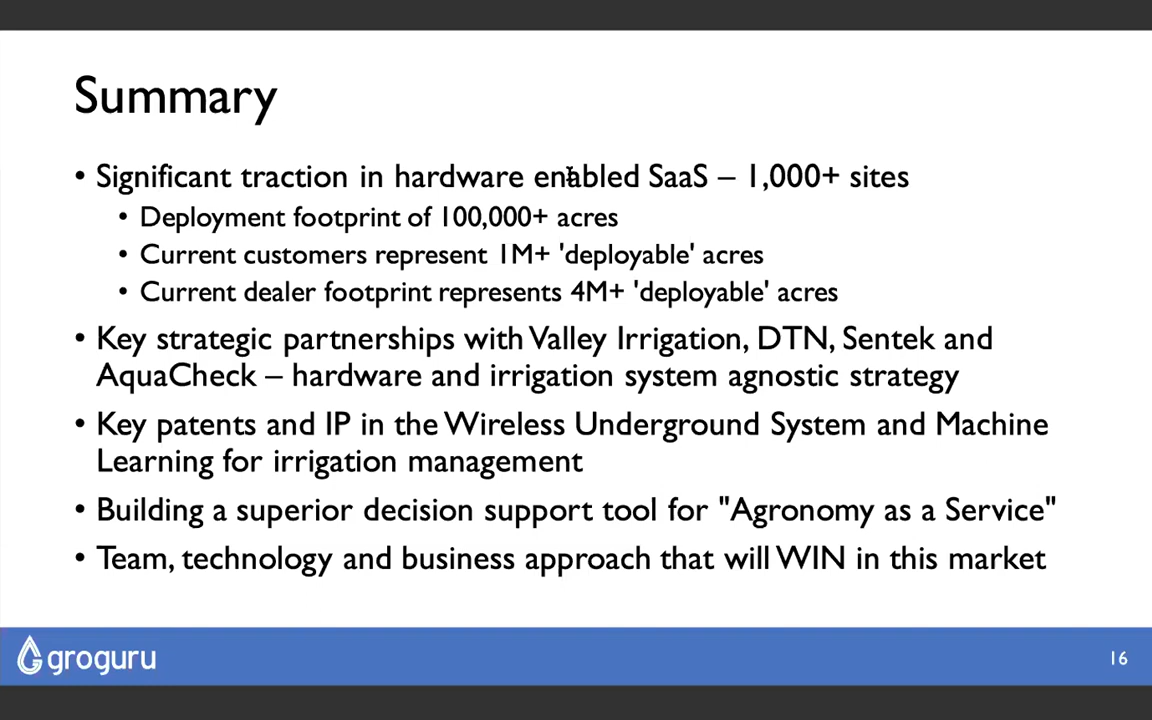 Summary
• Significant traction in hardware enabled SaaS – 1,000+ sites
• Deployment footprint of 100,000+ acres
• Current customers represent 1M+ 'deployable' acres
• Current dealer footprint represents 4M+ 'deployable' acres
• Key strategic partnerships with Valley Irrigation, DTN, Sentek and
AquaCheck – hardware and irrigation system agnostic strategy
• Key patents and IP in the Wireless Underground System and Machine
Learning for irrigation management
• Building a superior decision support tool for "Agronomy as a Service"
• Team, technology and business approach that will WIN in this market
groguru
16